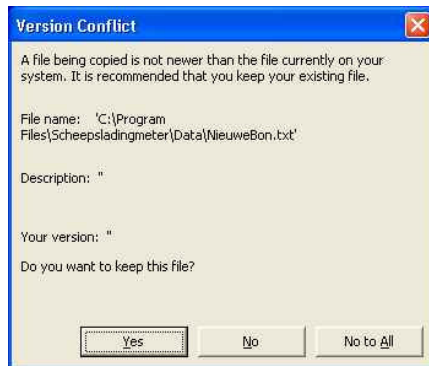 Version Conflict
A file being copied is not newer than the file currently on your
system. It is recommended that you keep your existing file.
File name: 'C:\Program
Files\Scheepsladingmeter\Data\NieuweBon.txt'
Description: "
Your version: "
Do you want to keep this file?
Yes No No to All